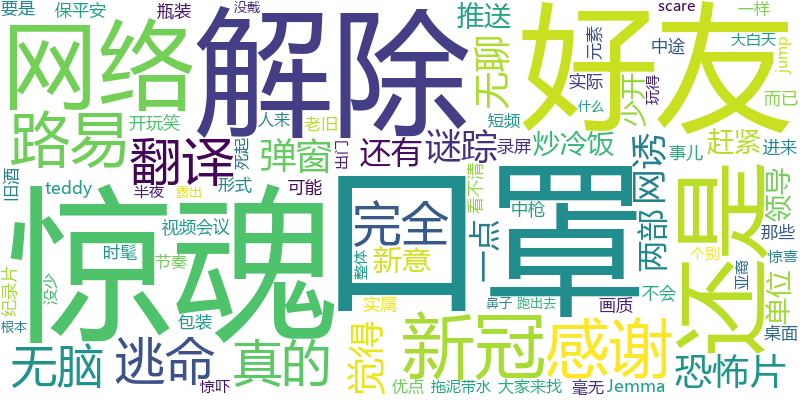 要是
保平安
瓶装
没戴
推送
scare
一样
元素
中途
大白天
jump
网络
解除
无聊
好友
实际
少开
玩得
而已
路易
开玩笑
人来
老旧
短频
什么
翻译
弹窗
还有
谜踪
录屏
炒冷饭
赶紧
进来
死起
出门
事儿
旧酒
teddy
半夜
露出
形式
可能
看不清
网诱
领导
惊魂
口罩
还是
视频会议
完全
中枪
一点
两部
那些
时髦
节奏
整体
新意
个别
惊喜
纪录片
没少
亚裔
单位
包装
实属
鼻子
跑出去
画质
不会
桌面
根本
无脑
逃命
真的
觉得
新冠
感谢
恐怖片
惊吓
优点
拖泥带水
大家来找
毫无
Jemma